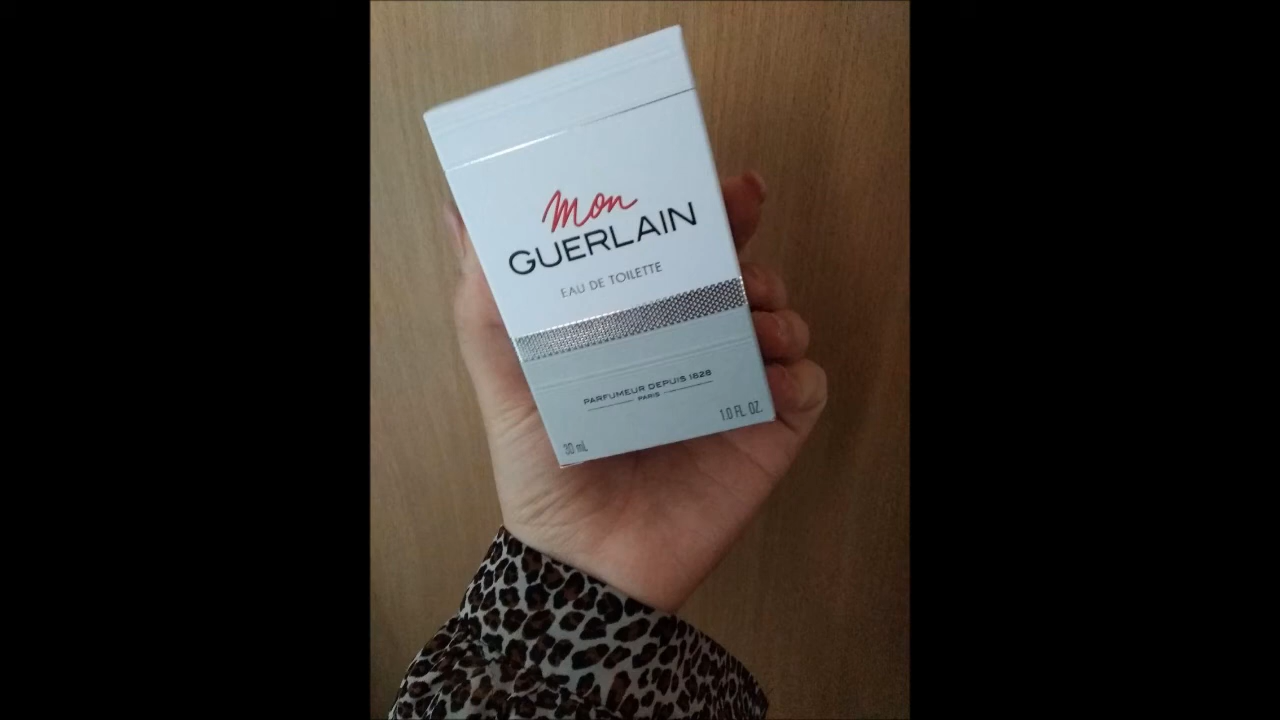 Mon
GUERLAIN
EAU DE TOILETTE
PARFUMEUR DEPUIS 1828
PARIS
30 mL
1.0 FL. OZ.